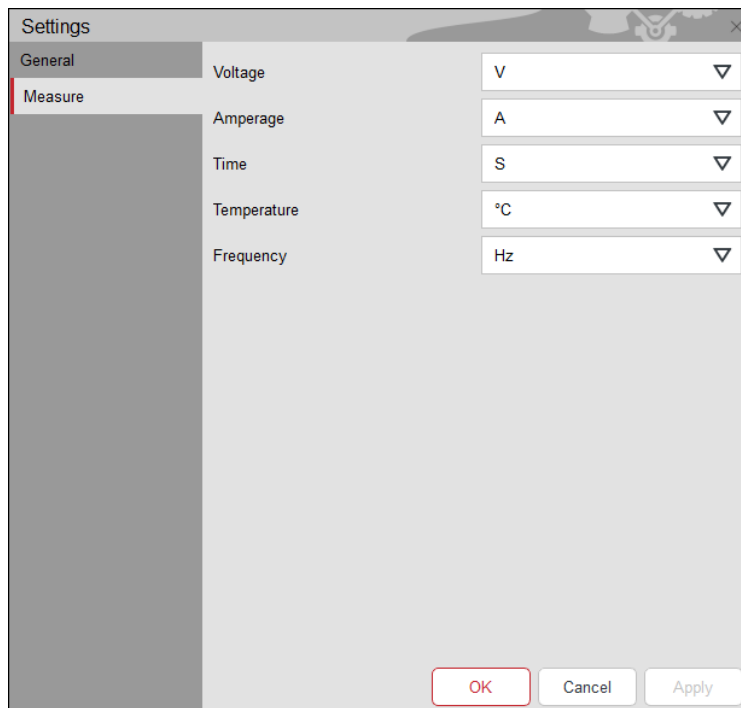 Settings
General
Measure
Voltage V
Amperage A
Time S
Temperature °C
Frequency Hz
OK Cancel Apply